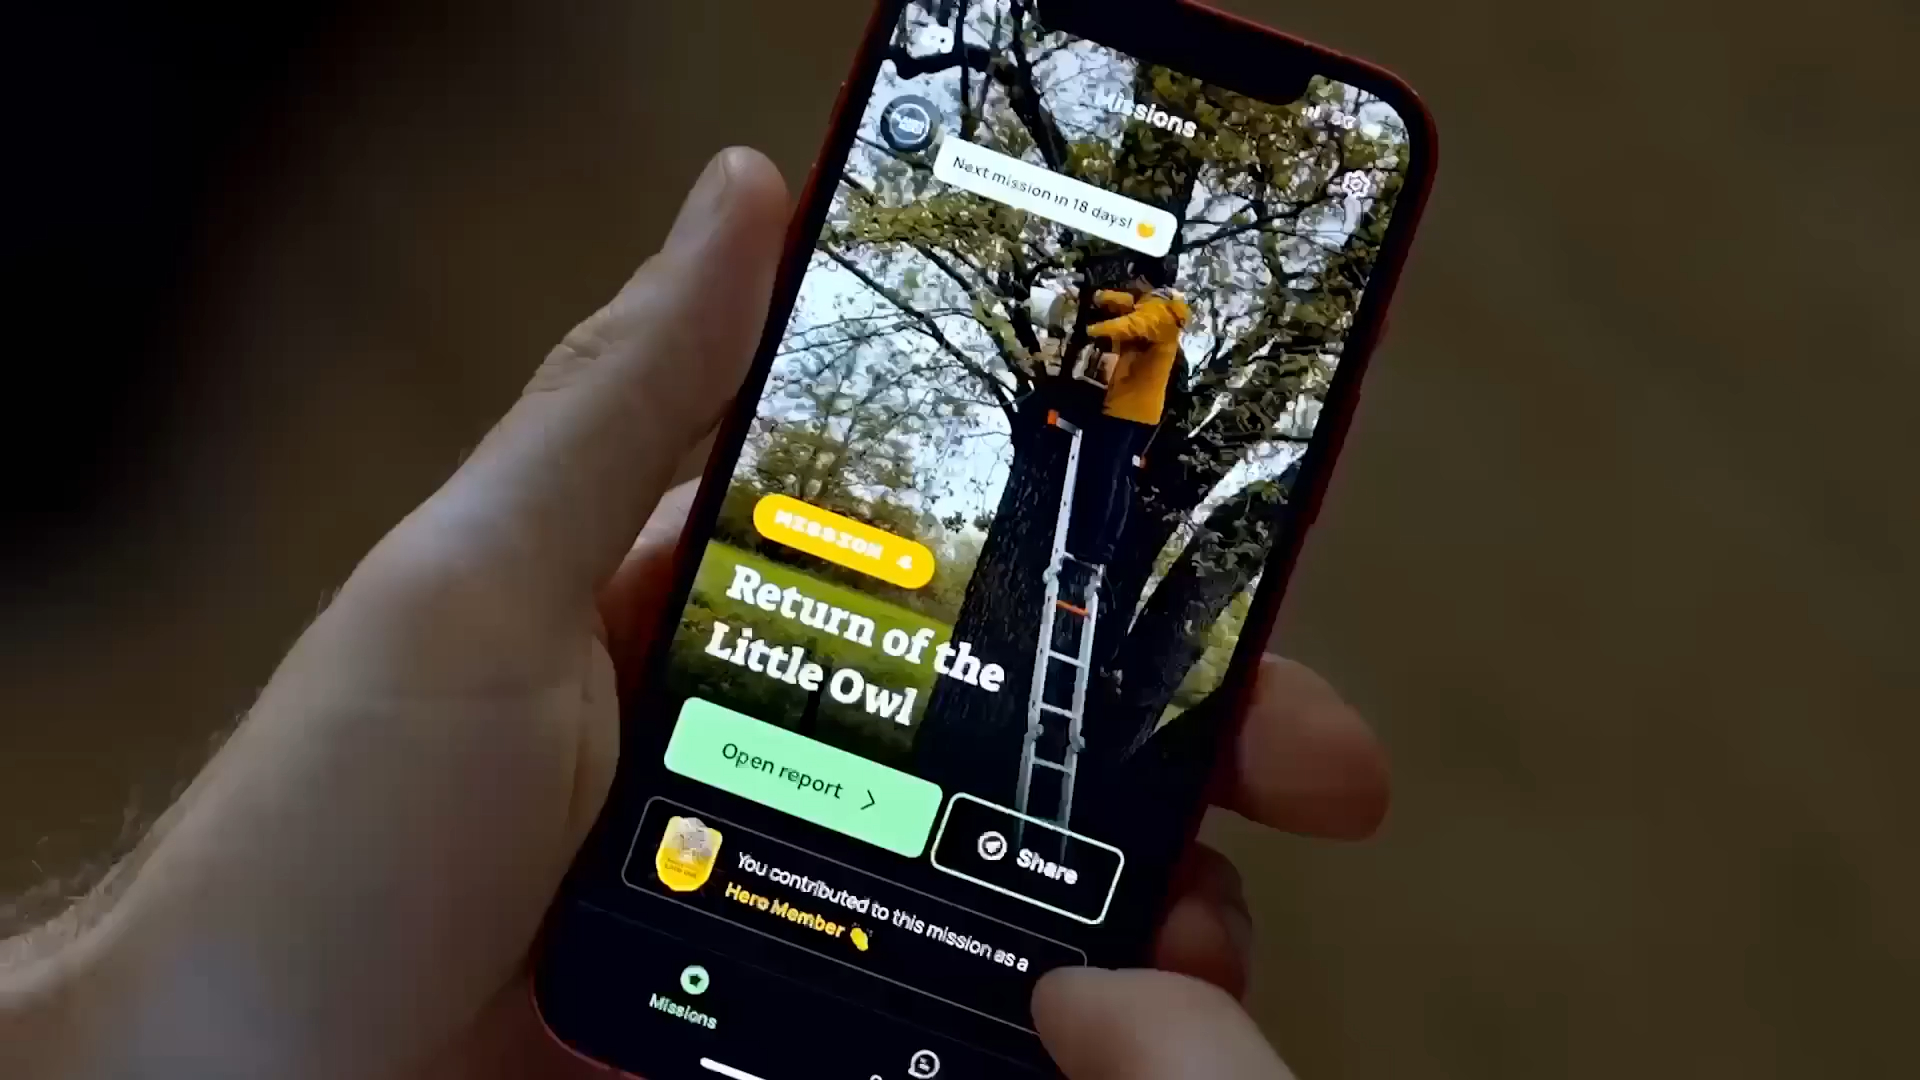 Missions
5G
Next mission in 18 days!
MISSION 4
Return of the
Little Owl
Open report
Share
You contributed to this mission as a
Hero Member
Missions